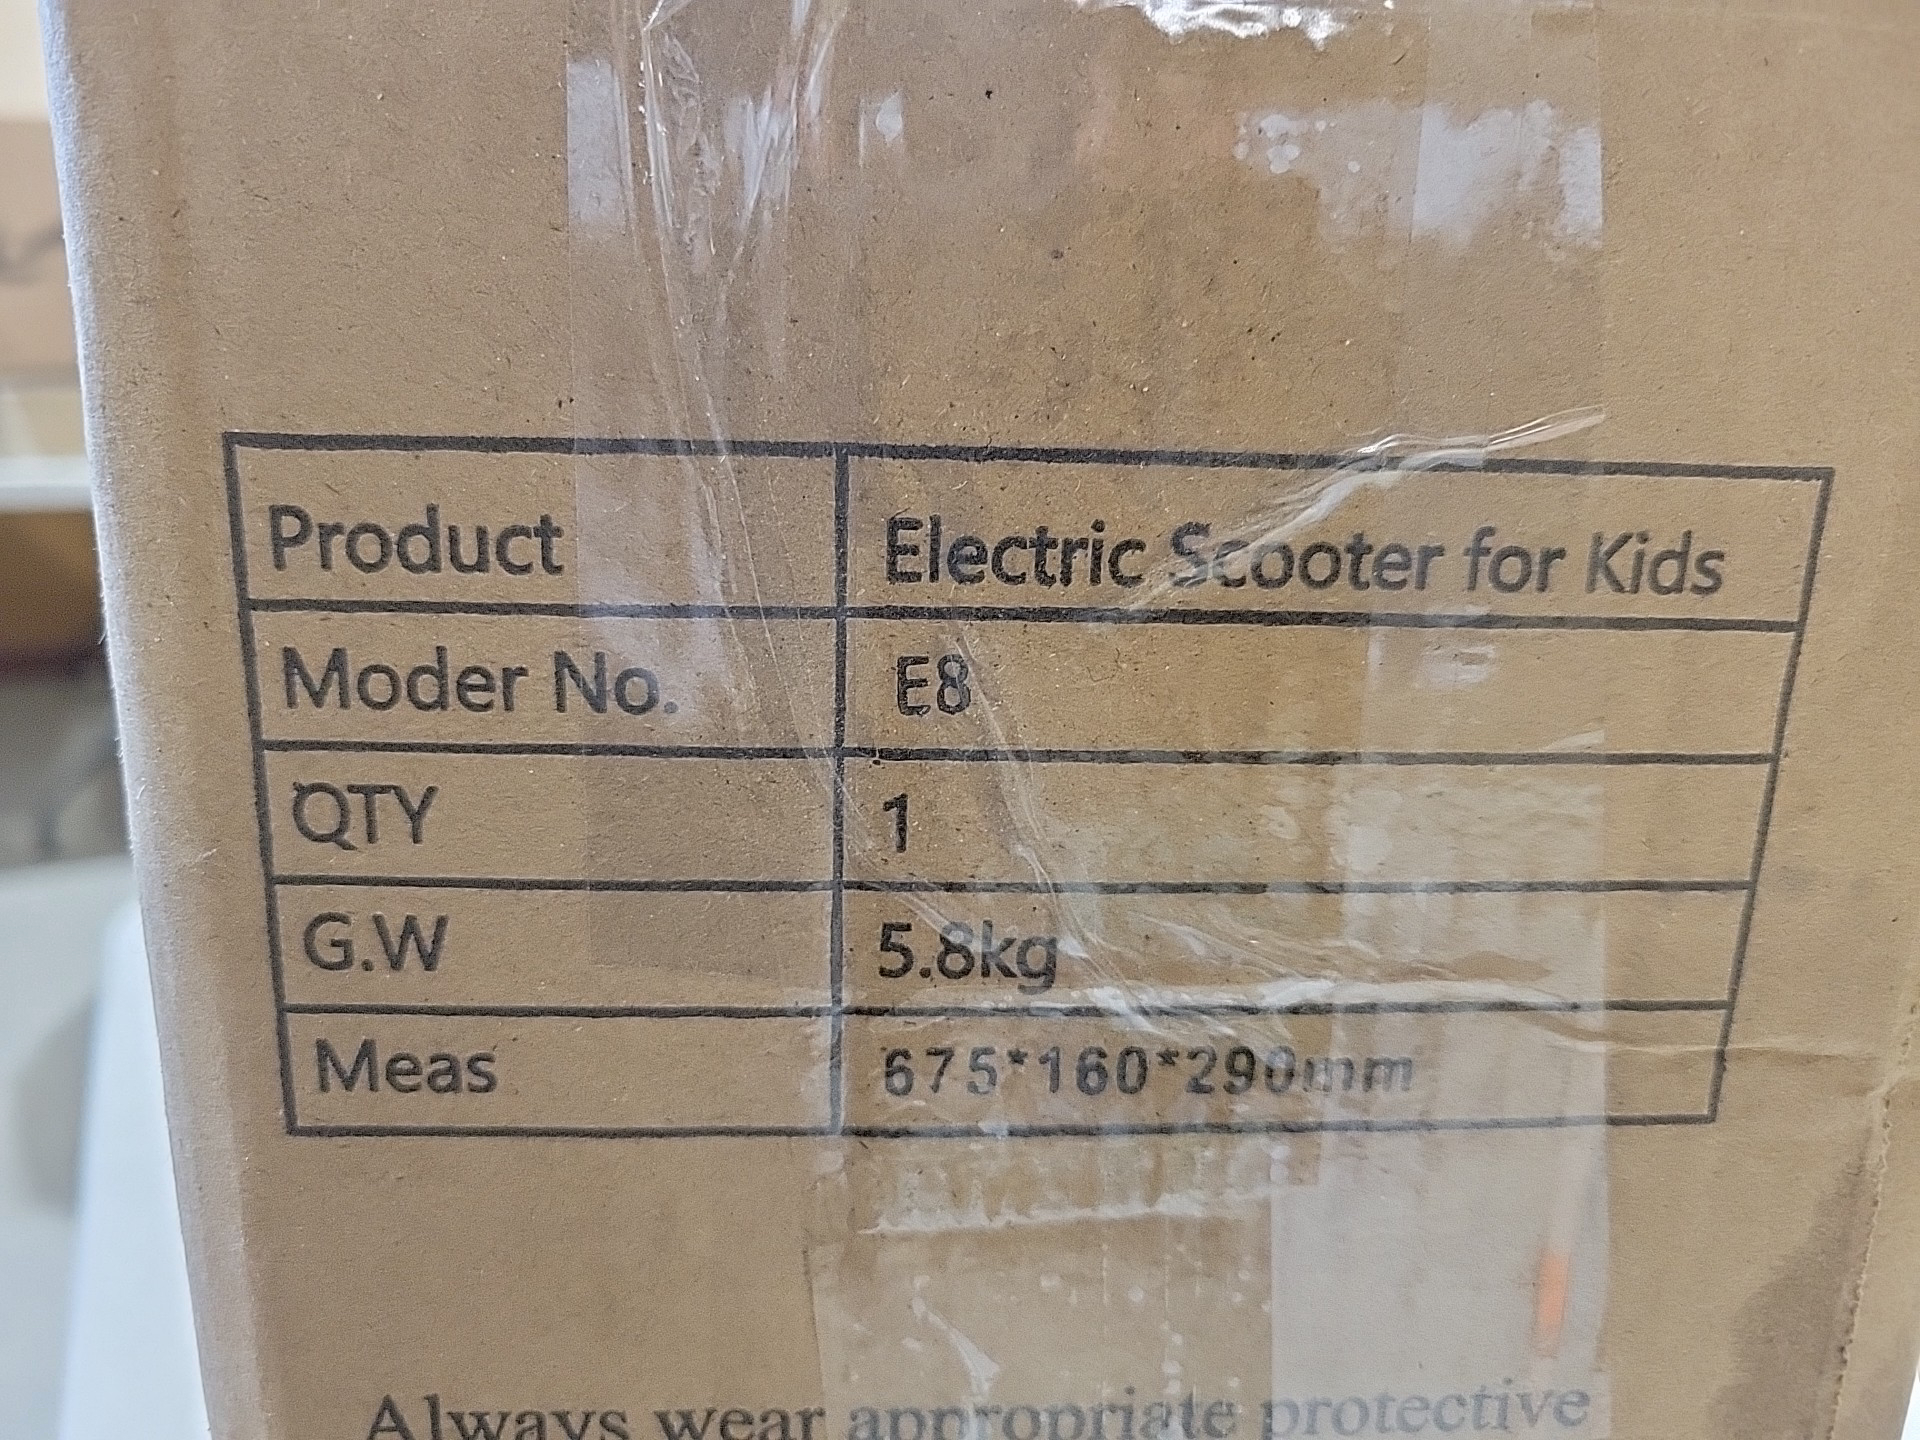 Product Electric Scooter for Kids
Moder No. E8
QTY 1
G.W 5.8kg
Meas 675*160*290mm
Always wear appropriate protective